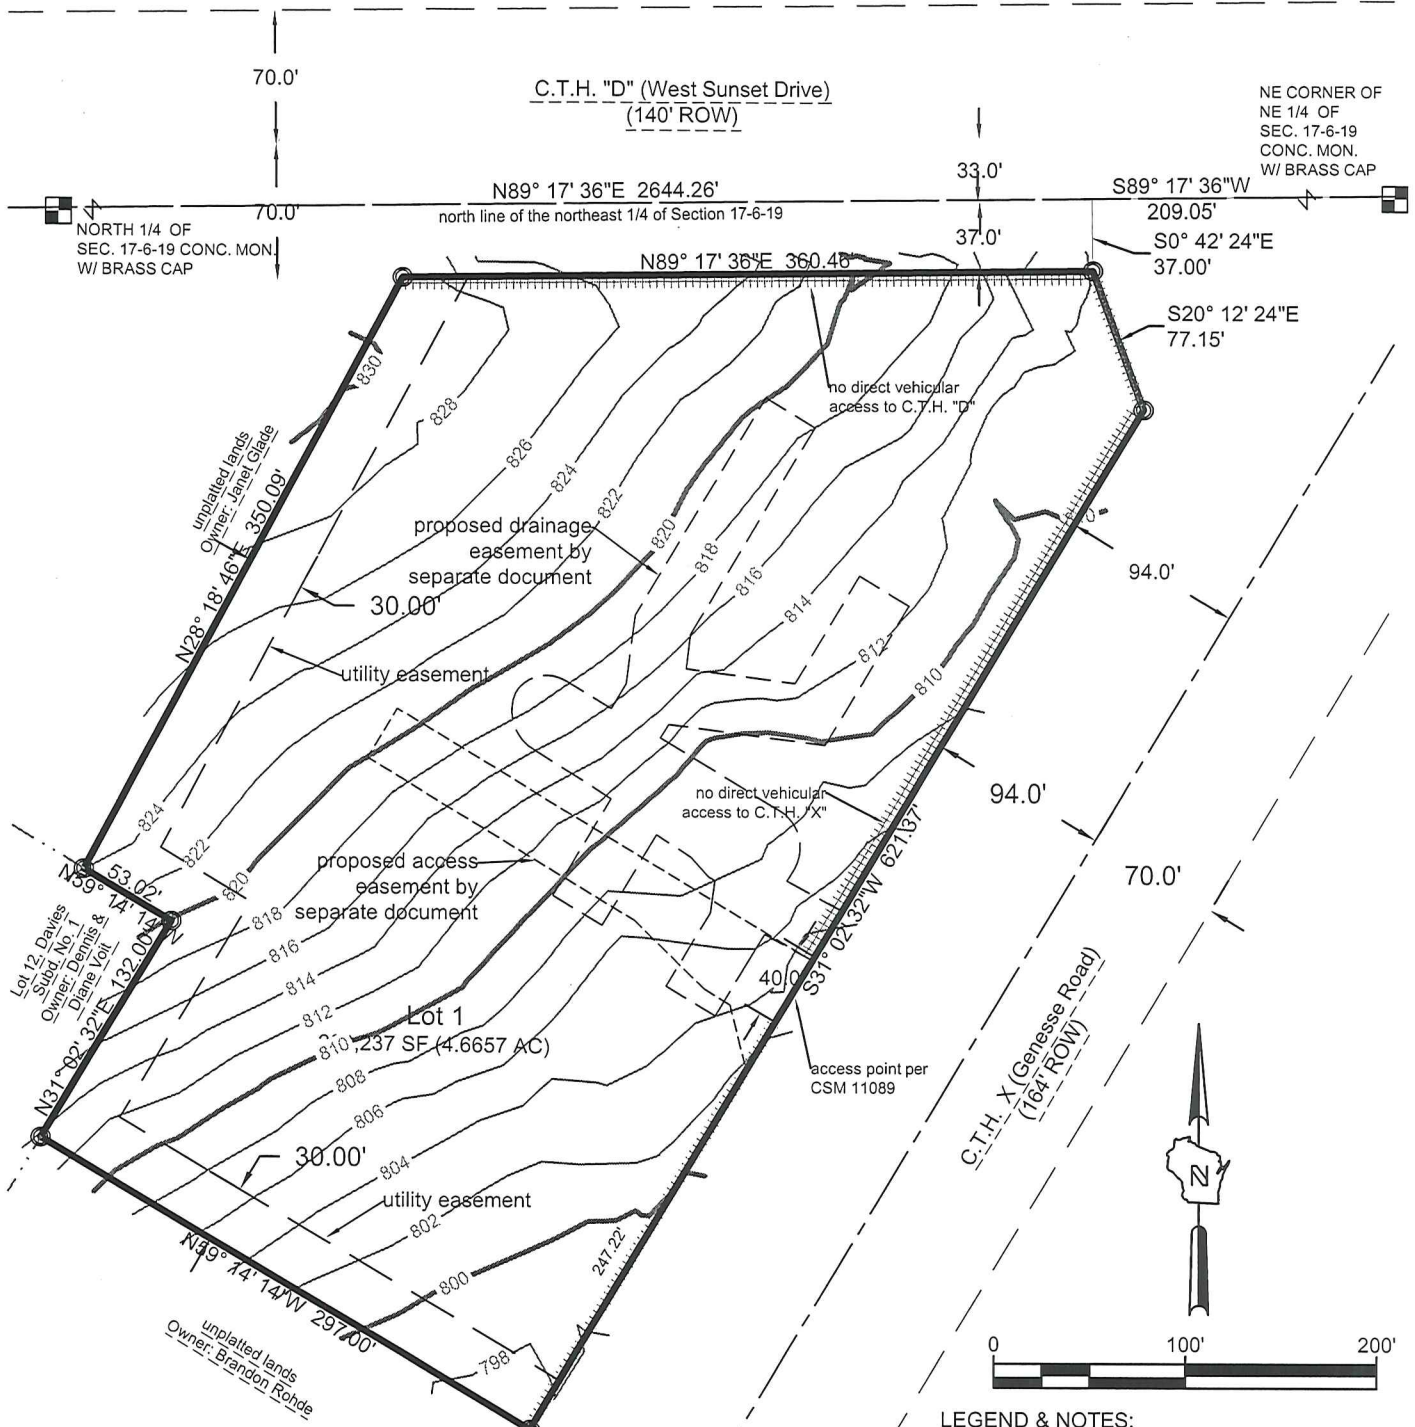 70.0'
C.T.H. "D" (West Sunset Drive)
(140' ROW)
NE CORNER OF
NE 1/4 OF
SEC. 17-6-19
CONC. MON.
W/ BRASS CAP
33.0'
N89° 17' 36"E 2644.26'
S89° 17' 36"W
209.05'
north line of the northeast 1/4 of Section 17-6-19
70.0'
NORTH 1/4 OF
SEC. 17-6-19 CONC. MON.
W/ BRASS CAP
37.0'
S0° 42' 24"E
37.00'
N89° 17' 36"E 360.46'
S20° 12' 24"E
77.15'
830
828
826
824
822
820
818
816
814
812
810
no direct vehicular
access to C.T.H. "D"
unplatted lands
Owner: Janet Glade
N28° 18' 46"E 350.09'
proposed drainage
easement by
separate document
30.00'
utility easement
94.0'
94.0'
70.0'
no direct vehicular
access to C.T.H. "X"
S31° 02' 32"W 621.37'
824
822
820
818
816
814
812
810
808
806
804
802
800
798
53.02'
N59° 14' 14"W
Lot 12, Davies
Subd. No. 1
Owner: Dennis &
Diane Voit
N31° 02' 32"E 132.00'
proposed access
easement by
separate document
40.0
Lot 1
,237 SF (4.6657 AC)
access point per
CSM 11089
C.T.H. X (Genesse Road)
(164' ROW)
30.00'
utility easement
247.22'
N59° 14' 14"W 297.00'
unplatted lands
Owner: Brandon Rohde
N
0 100' 200'
LEGEND & NOTES: